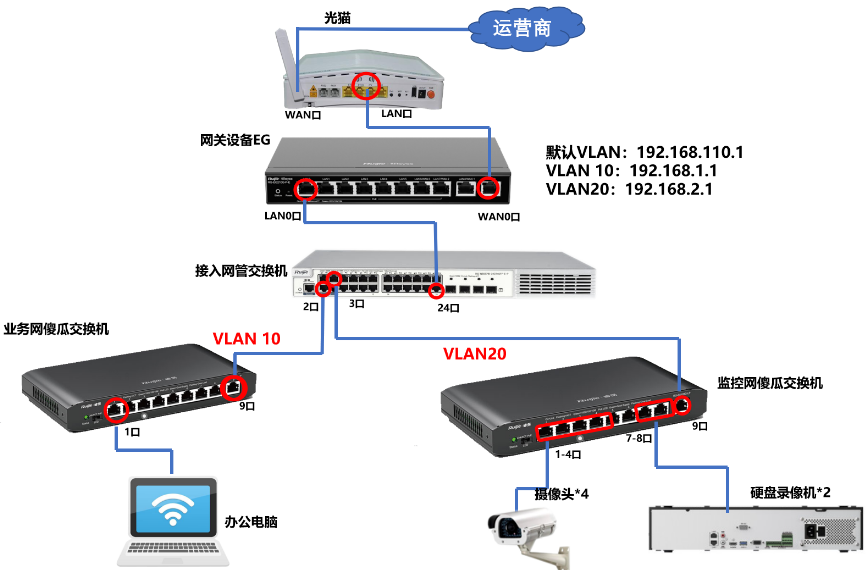 光猫
运营商
WAN口
LAN口
网关设备EG
默认VLAN：192.168.110.1
VLAN 10：192.168.1.1
VLAN20：192.168.2.1
LAN0口
WAN0口
接入网管交换机
2口
3口
24口
业务网傻瓜交换机
VLAN 10
VLAN20
监控网傻瓜交换机
9口
1口
9口
7-8口
1-4口
摄像头*4
硬盘录像机*2
办公电脑